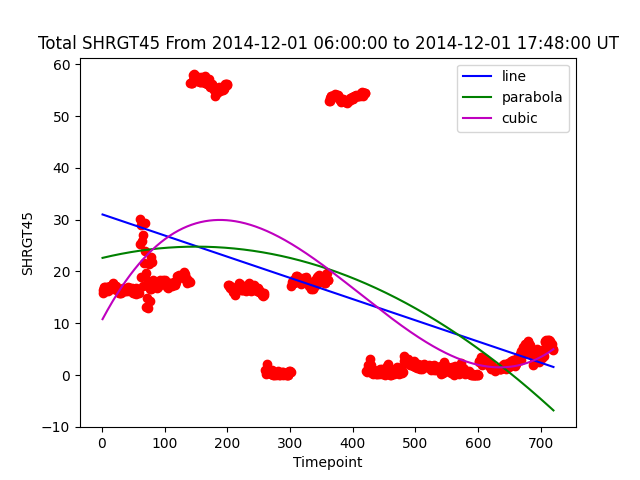 Total SHRGT45 From 2014-12-01 06:00:00 to 2014-12-01 17:48:00 UT
line
parabola
cubic
60
50
40
30
20
10
0
−10
SHRGT45
0 100 200 300 400 500 600 700
Timepoint